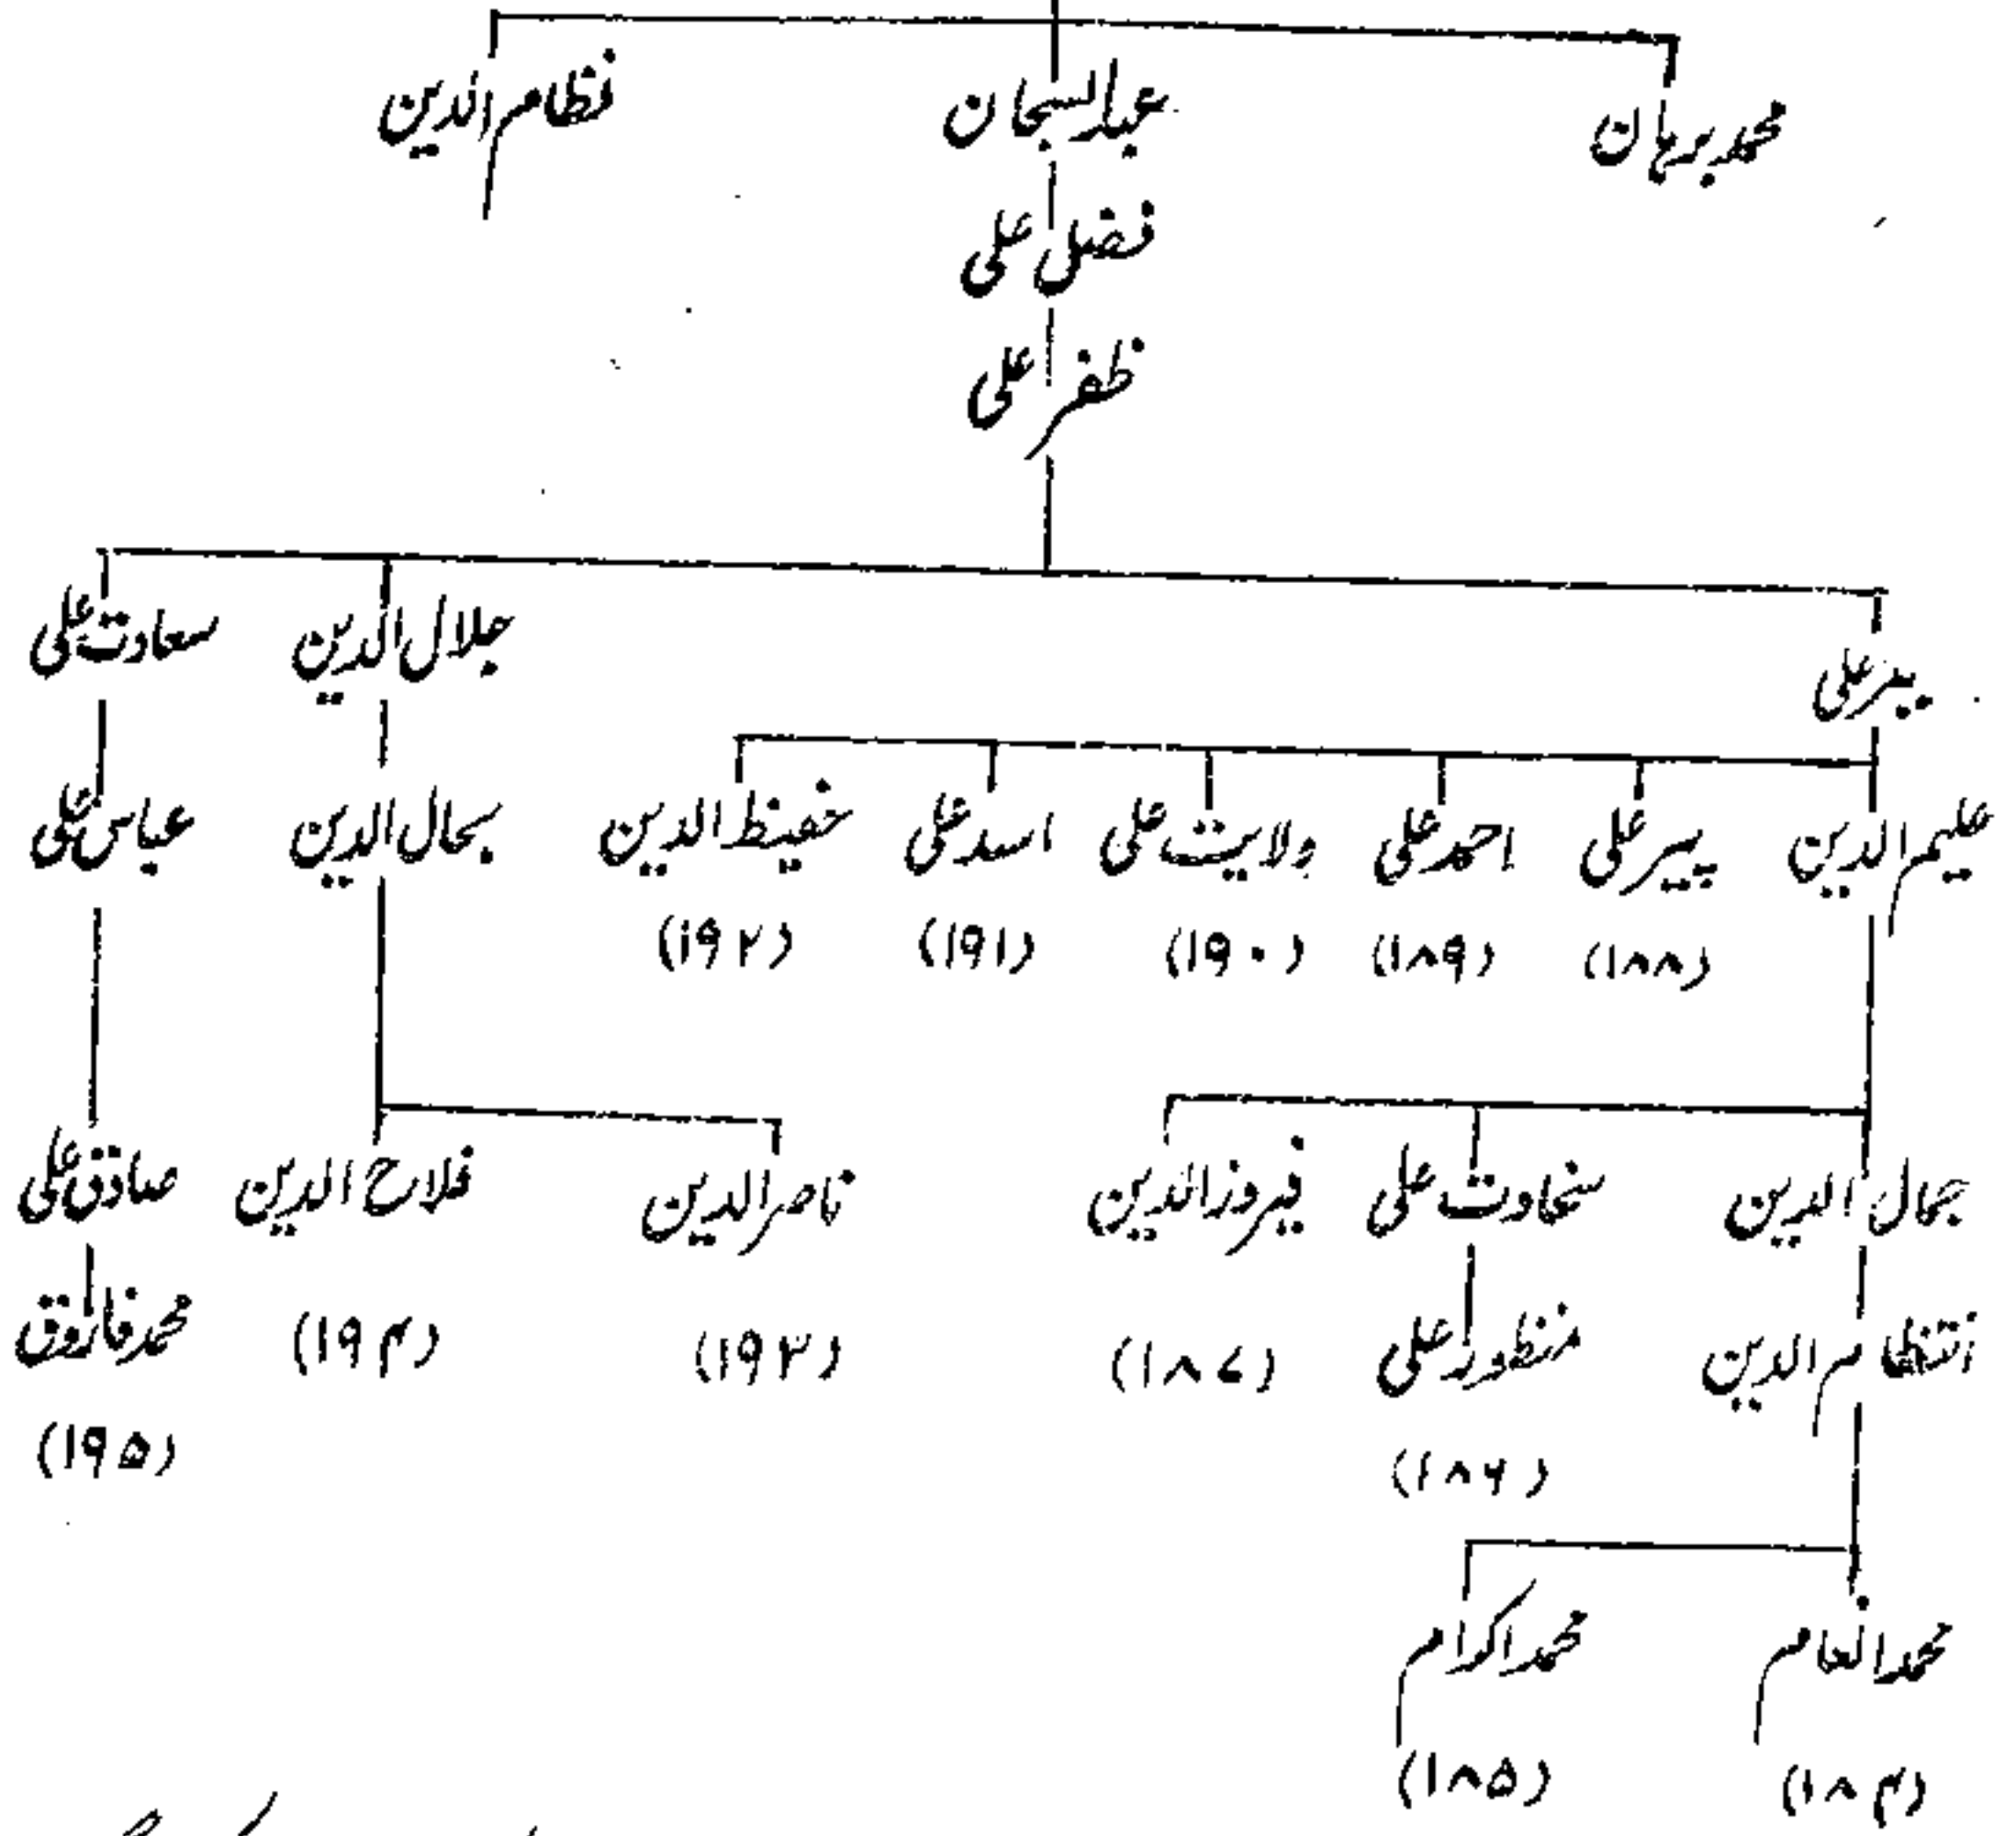 محمد برہان عبدالسبحان نظام الدین
فضل علی
ظفر علی
ببر علی جلال الدین سعادت علی
علیم الدین پیر علی احمد علی ولایت علی اسد علی حفیظ الدین بحال الدین عباس علی
(۱۸۸) (۱۸۹) (۱۹۰) (۱۹۱) (۱۹۲)
جمال الدین سخاوت علی فیروز الدین ناصر الدین فلاح الدین صادق علی
انتظام الدین منظور علی (۱۸۷) (۱۹۳) (۱۹۴) محمد فاروق
(۱۸۶) (۱۹۵)
محمد انعام محمد اکرام
(۱۸۴) (۱۸۵)